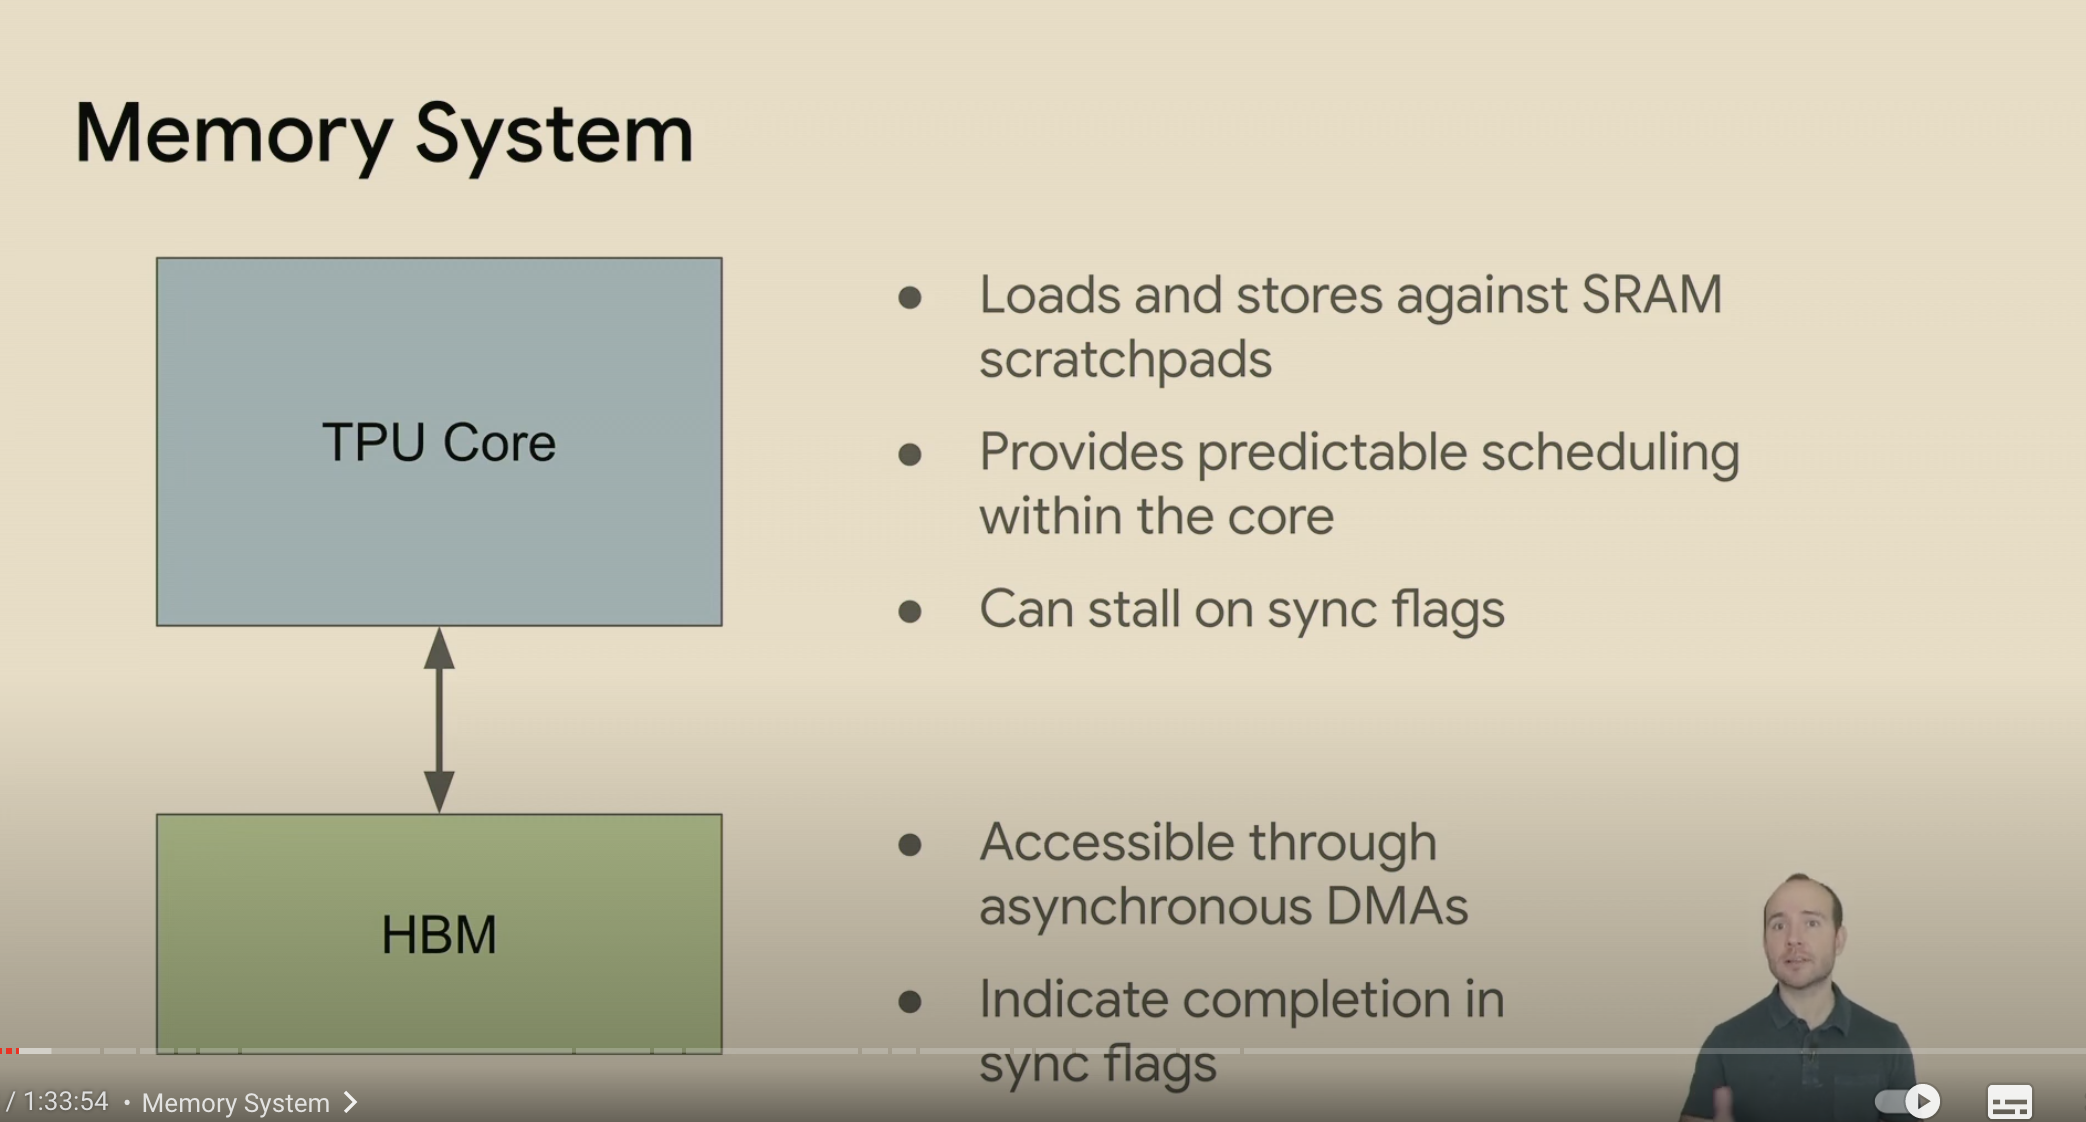 Memory System
TPU Core
HBM
Loads and stores against SRAM
scratchpads
Provides predictable scheduling
within the core
Can stall on sync flags
Accessible through
asynchronous DMAs
Indicate completion in
sync flags
/ 1:33:54 • Memory System